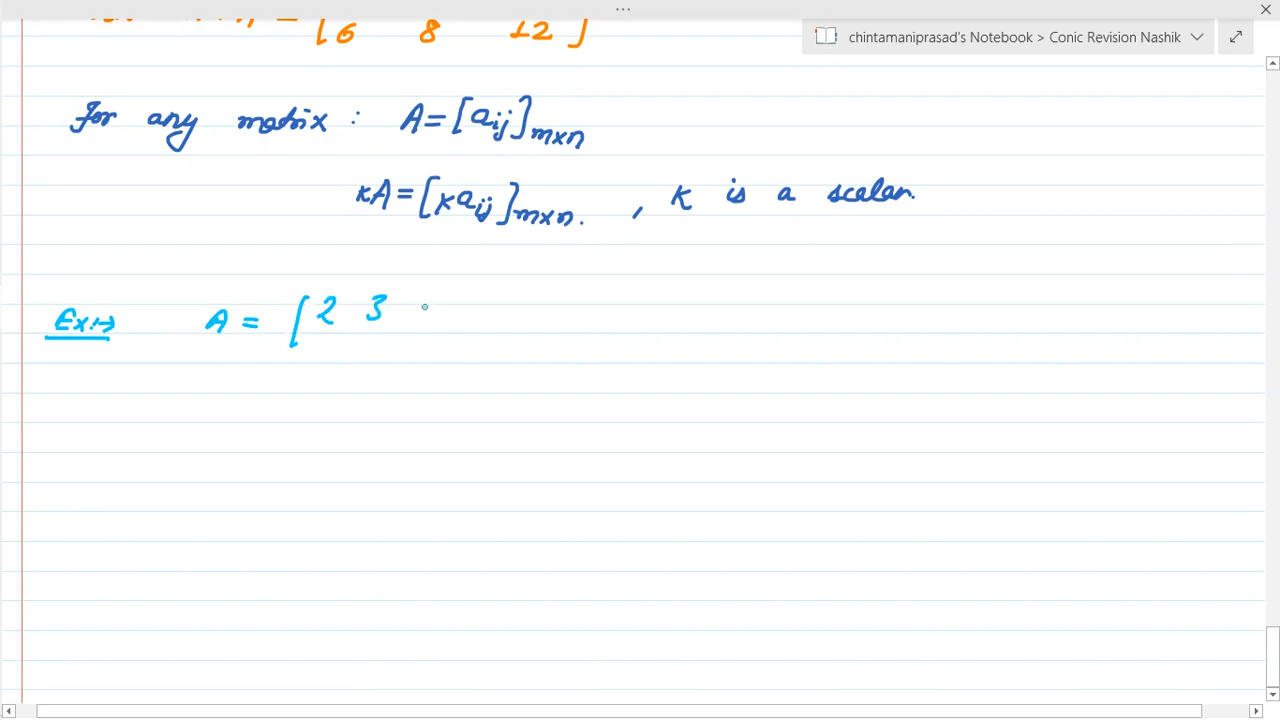 ...
chintamaniprasad's Notebook > Conic Revision Nashik
[ 6 8 12 ]
For any matrix : A = [aij]m×n
kA = [kaij]m×n. , k is a scalar.
Ex:→ A = [ 2 3